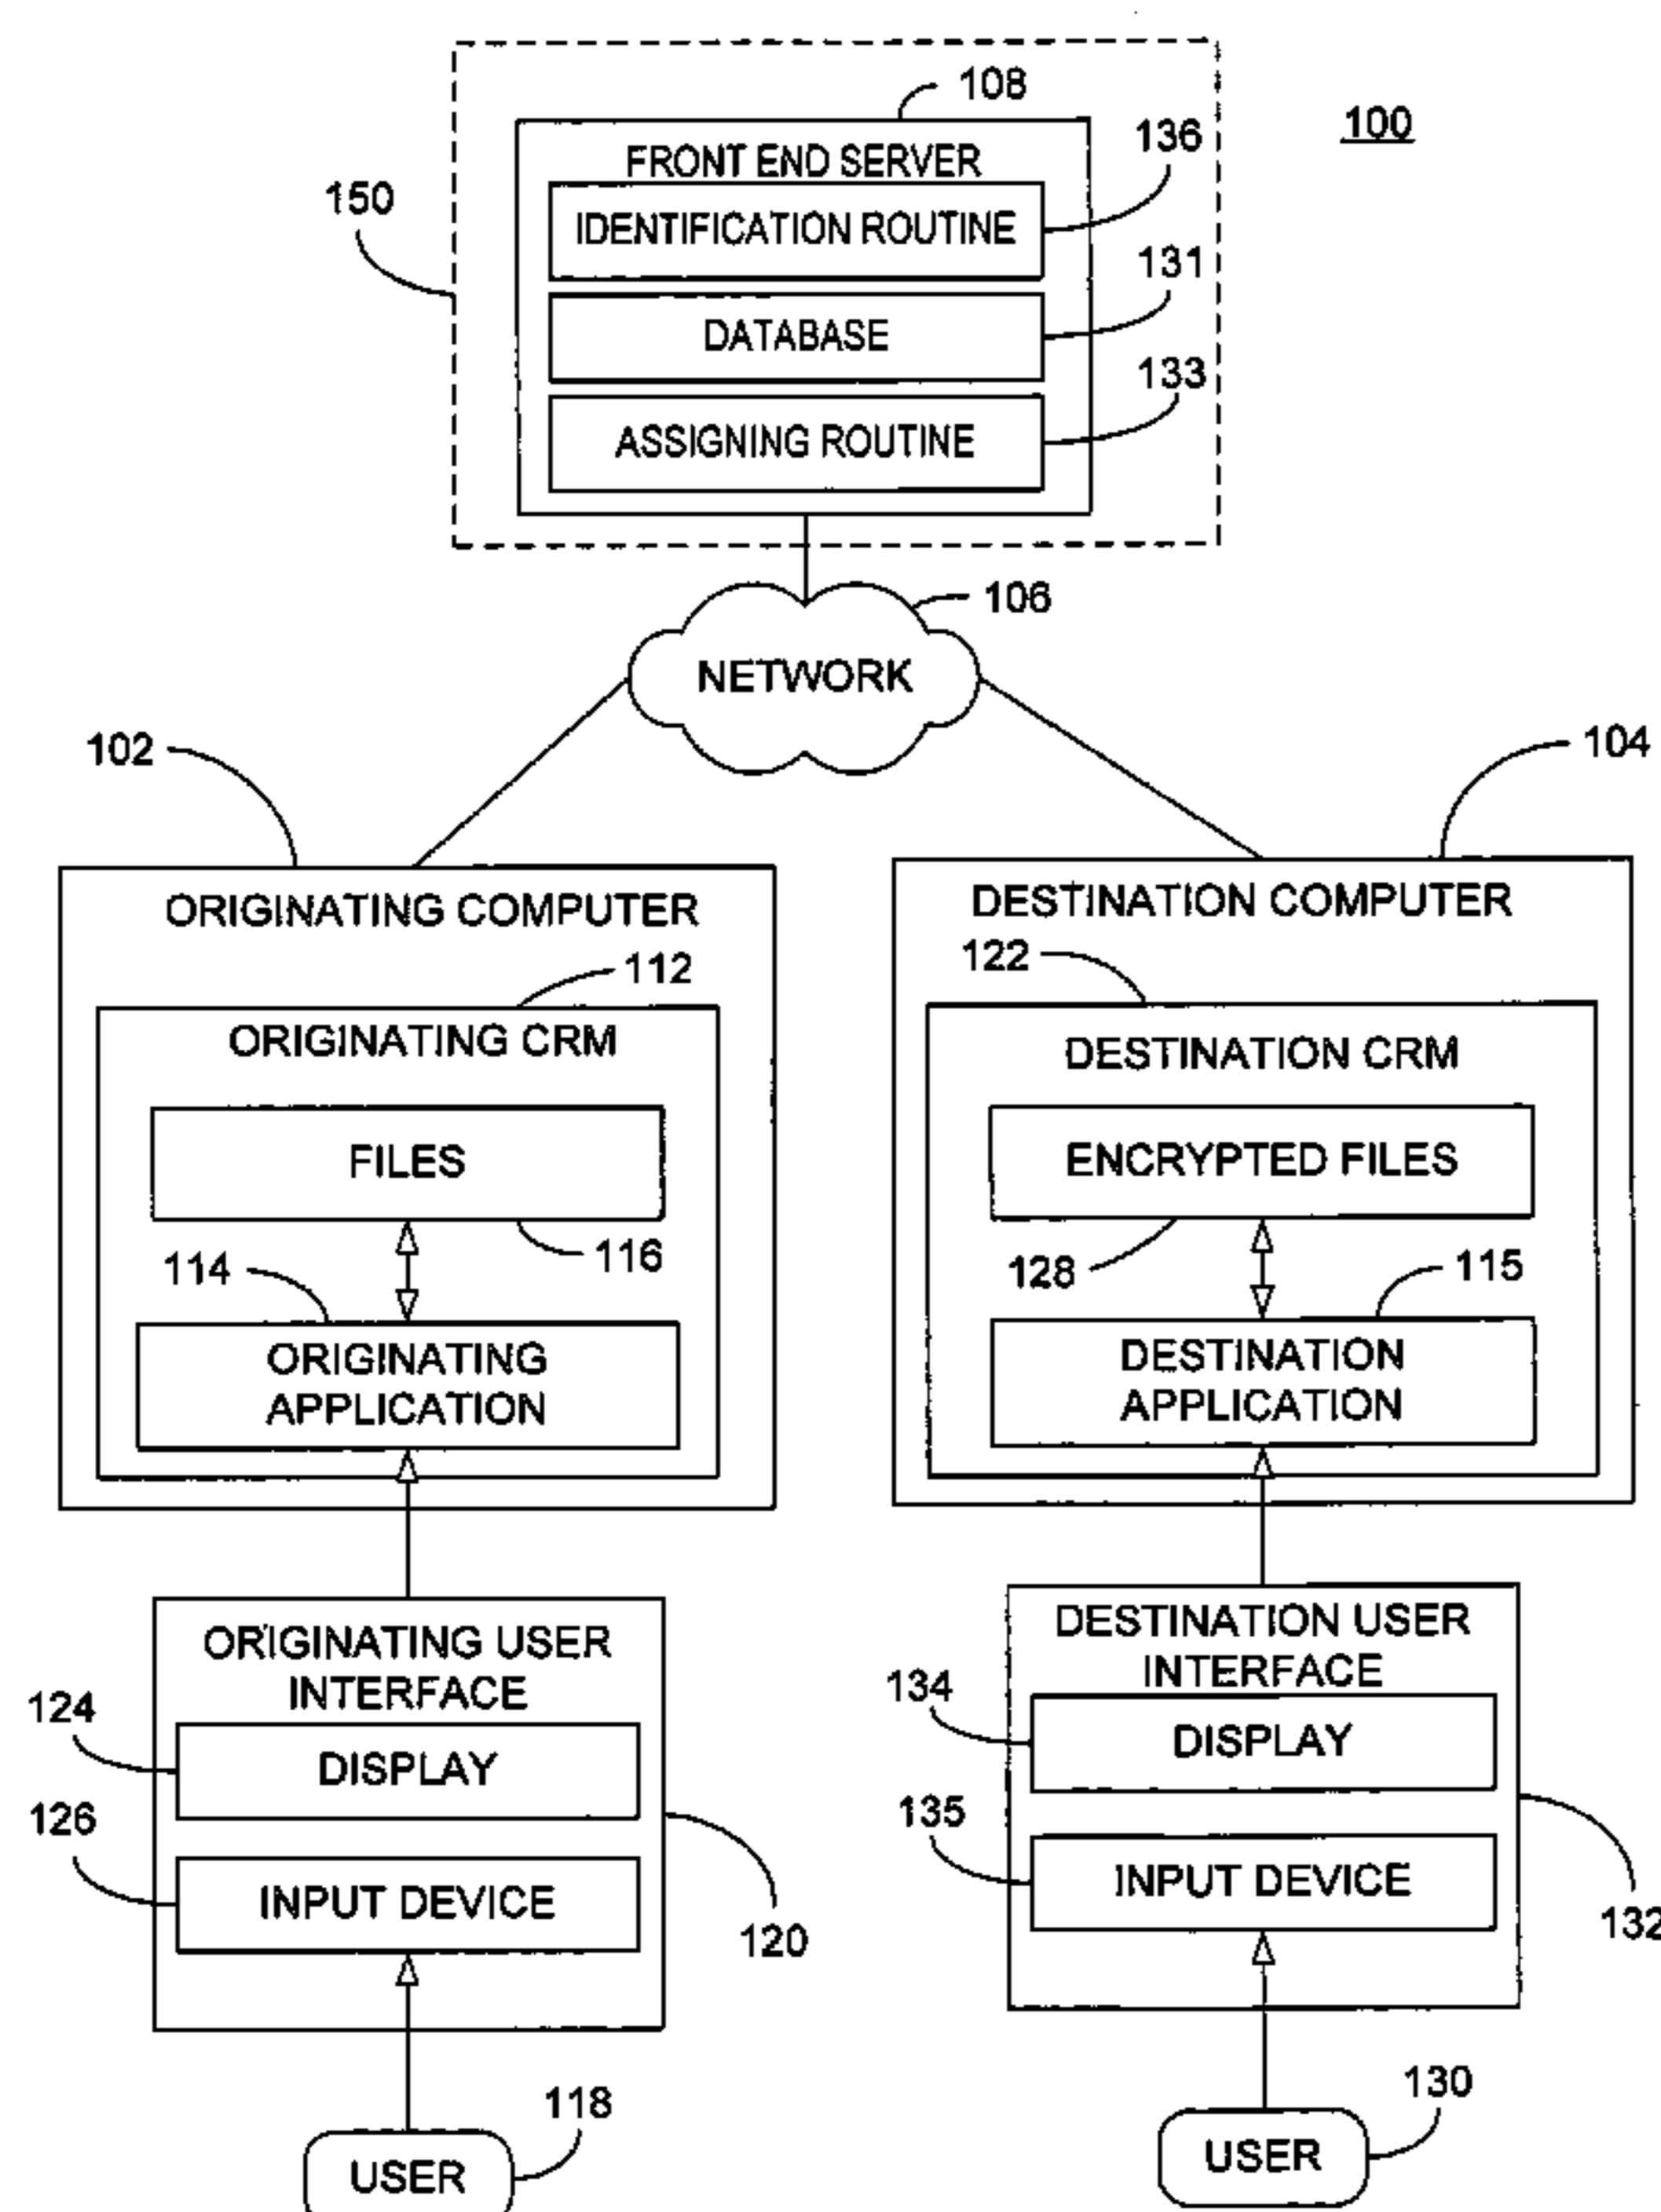 108
100
136
FRONT END SERVER
150
IDENTIFICATION ROUTINE
131
DATABASE
133
ASSIGNING ROUTINE
106
NETWORK
102
104
ORIGINATING COMPUTER
DESTINATION COMPUTER
112
122
ORIGINATING CRM
DESTINATION CRM
FILES
ENCRYPTED FILES
116
114
128
115
ORIGINATING
APPLICATION
DESTINATION
APPLICATION
ORIGINATING USER
INTERFACE
DESTINATION USER
INTERFACE
124
134
DISPLAY
DISPLAY
126
135
INPUT DEVICE
INPUT DEVICE
120
132
118
130
USER
USER